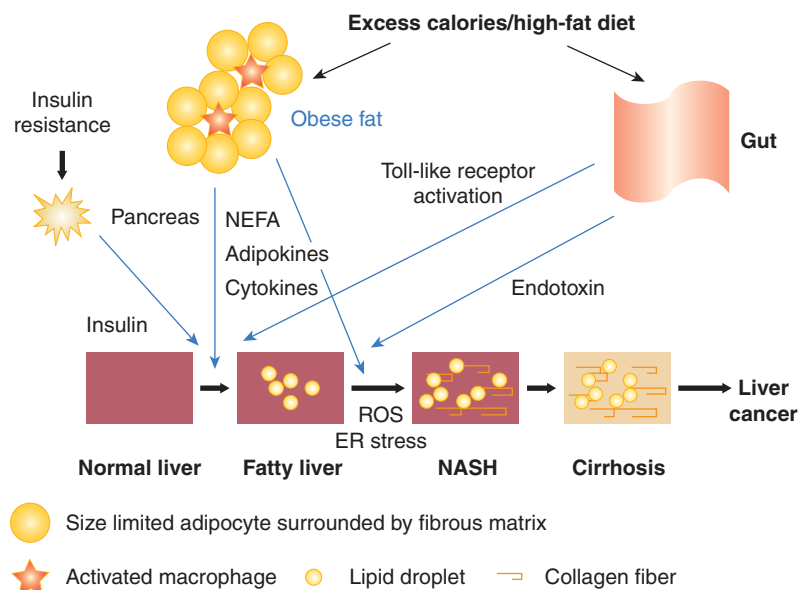 Excess calories/high-fat diet
Insulin
resistance
Obese fat
Gut
Toll-like receptor
activation
Pancreas
NEFA
Adipokines
Cytokines
Endotoxin
Insulin
ROS
ER stress
Liver
cancer
Normal liver
Fatty liver
NASH
Cirrhosis
Size limited adipocyte surrounded by fibrous matrix
Activated macrophage
Lipid droplet
Collagen fiber